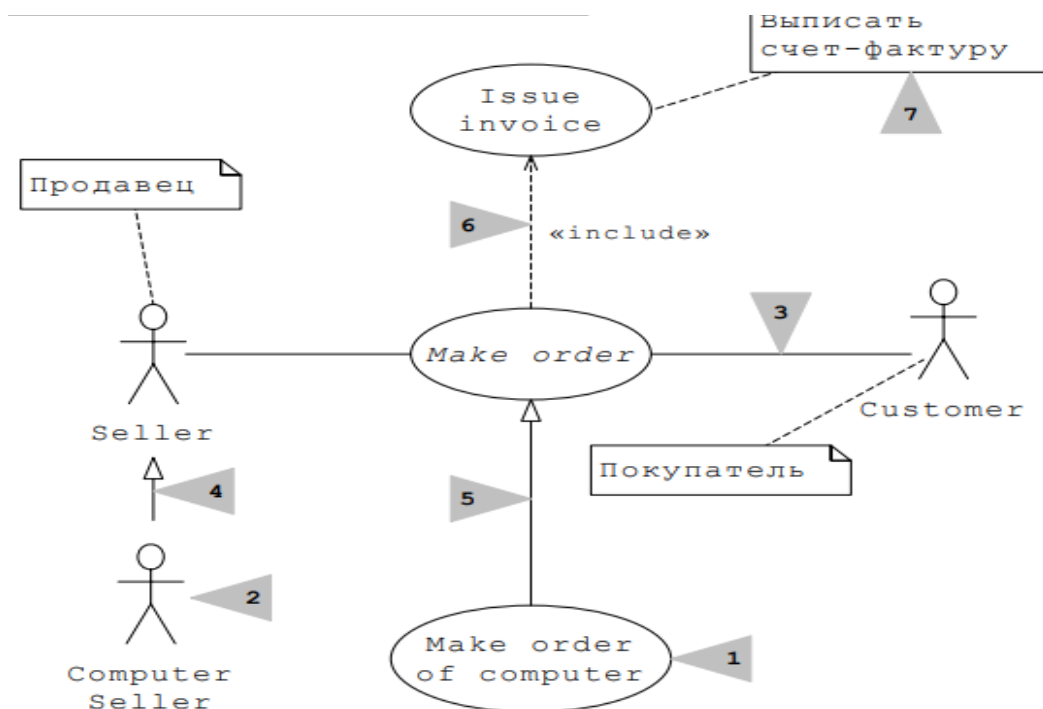 Выписать
счет-фактуру
7
Issue
invoice
Продавец
6
«include»
3
Make order
Customer
Seller
Покупатель
4
5
2
Make order
of computer
1
Computer
Seller